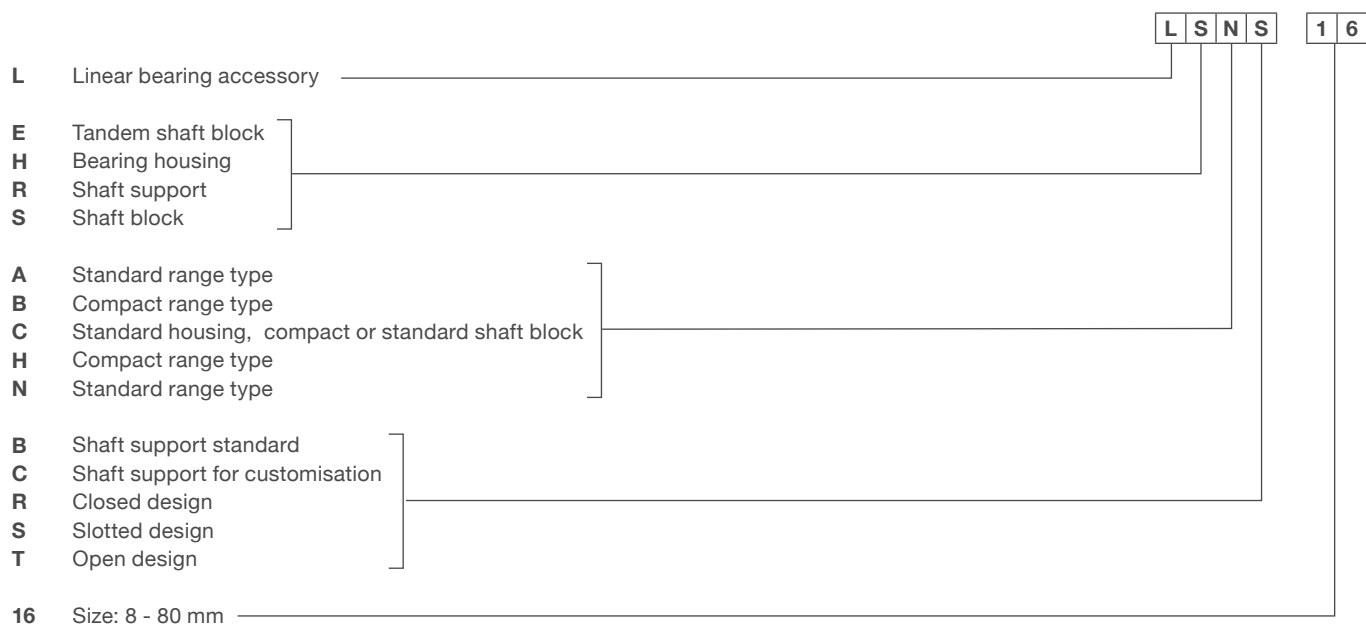 L S N S 1 6
L Linear bearing accessory
E Tandem shaft block
H Bearing housing
R Shaft support
S Shaft block
A Standard range type
B Compact range type
C Standard housing, compact or standard shaft block
H Compact range type
N Standard range type
B Shaft support standard
C Shaft support for customisation
R Closed design
S Slotted design
T Open design
16 Size: 8 - 80 mm